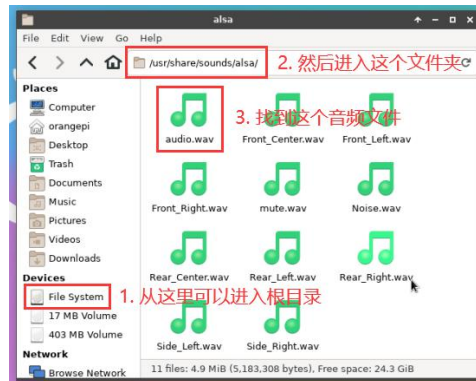 alsa
File Edit View Go Help
/usr/share/sounds/alsa/
2. 然后进入这个文件夹
Places
Computer
orangepi
Desktop
Trash
Documents
Music
Pictures
Videos
Downloads
Devices
File System
17 MB Volume
403 MB Volume
Network
Browse Network
3. 找到这个音频文件
audio.wav Front_Center.wav Front_Left.wav
Front_Right.wav mute.wav Noise.wav
Rear_Center.wav Rear_Left.wav Rear_Right.wav
1. 从这里可以进入根目录
Side_Left.wav Side_Right.wav
11 files: 4.9 MiB (5,183,308 bytes), Free space: 24.3 GiB